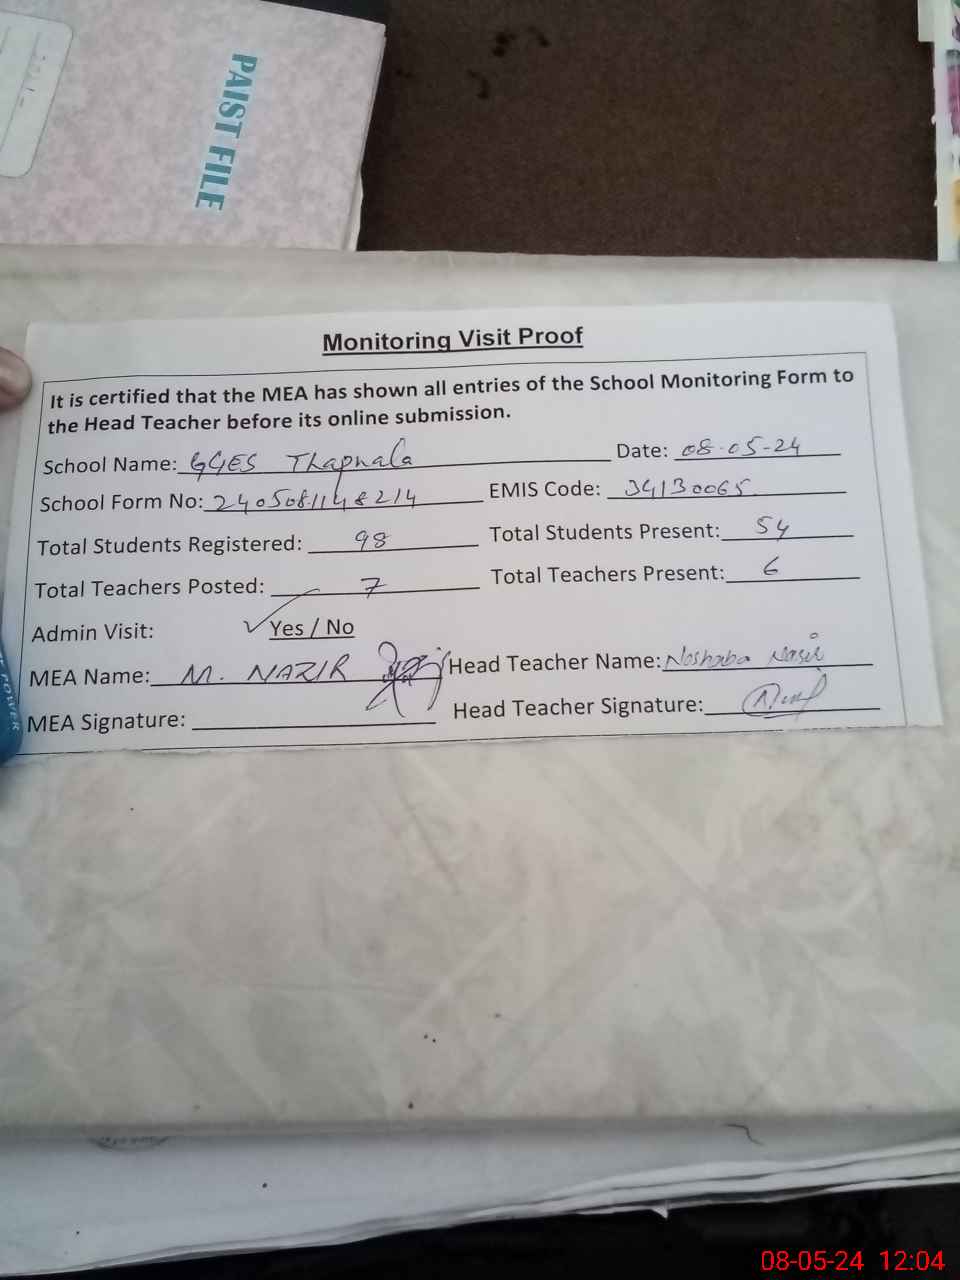 PAIST FILE
Monitoring Visit Proof
It is certified that the MEA has shown all entries of the School Monitoring Form to
the Head Teacher before its online submission.
School Name: GGES Thapnala Date: 08-05-24
School Form No: 2405081148214 EMIS Code: 34130065
Total Students Registered: 98 Total Students Present: 54
Total Teachers Posted: 7 Total Teachers Present: 6
Admin Visit: ✓ Yes / No
MEA Name: M. NAZIR Head Teacher Name: Noshaba Nasir
MEA Signature: Head Teacher Signature:
POWER
08-05-24 12:04